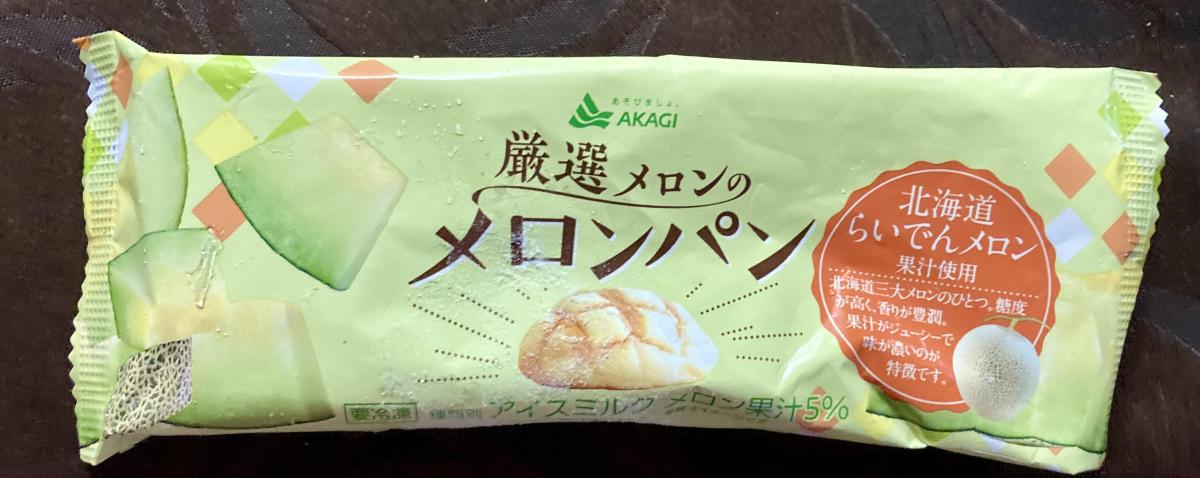 あそびましょ。
AKAGI
厳選メロンの
メロンパン
北海道
らいでんメロン
果汁使用
北海道三大メロンのひとつ。糖度
が高く、香りが豊潤。
果汁がジューシーで
味が濃いのが
特徴です。
要冷凍 種類別 アイスミルク メロン果汁5%